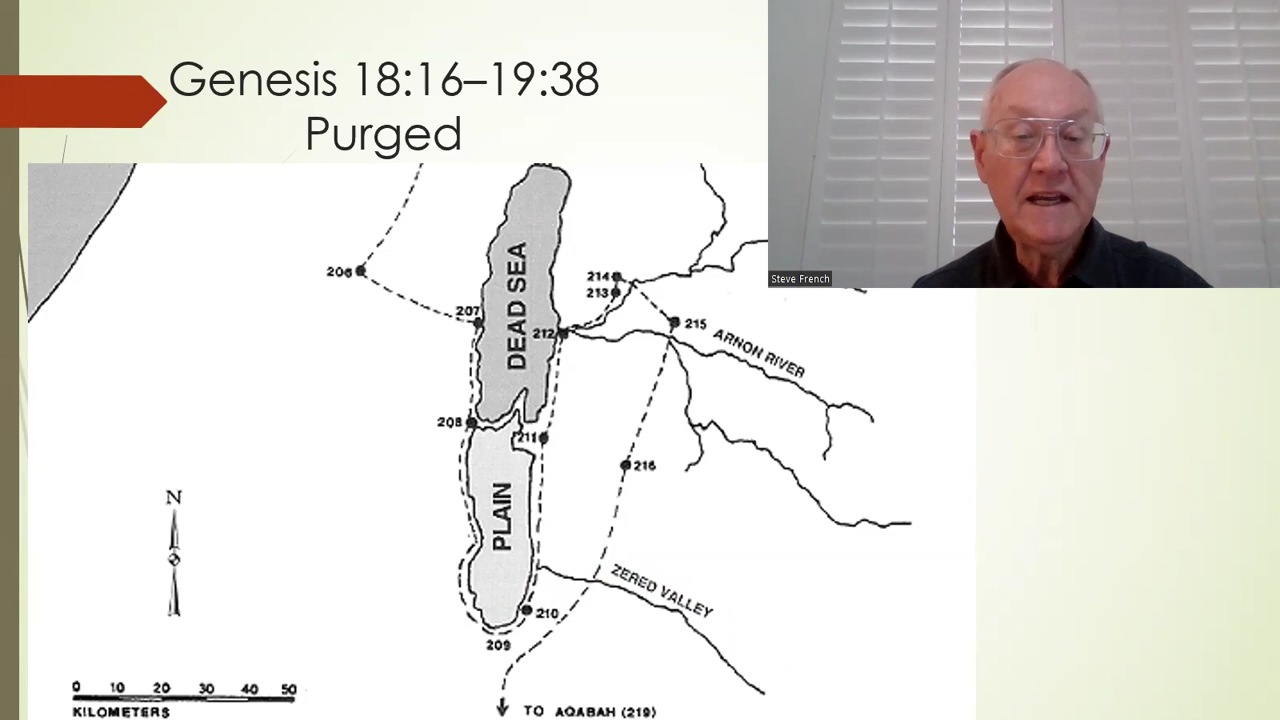 Genesis 18:16–19:38
Purged
Steve French
206
207
208
209
210
211
212
213
214
215
216
DEAD SEA
PLAIN
ARNON RIVER
ZERED VALLEY
N
0 10 20 30 40 50
KILOMETERS
TO AQABAH (219)